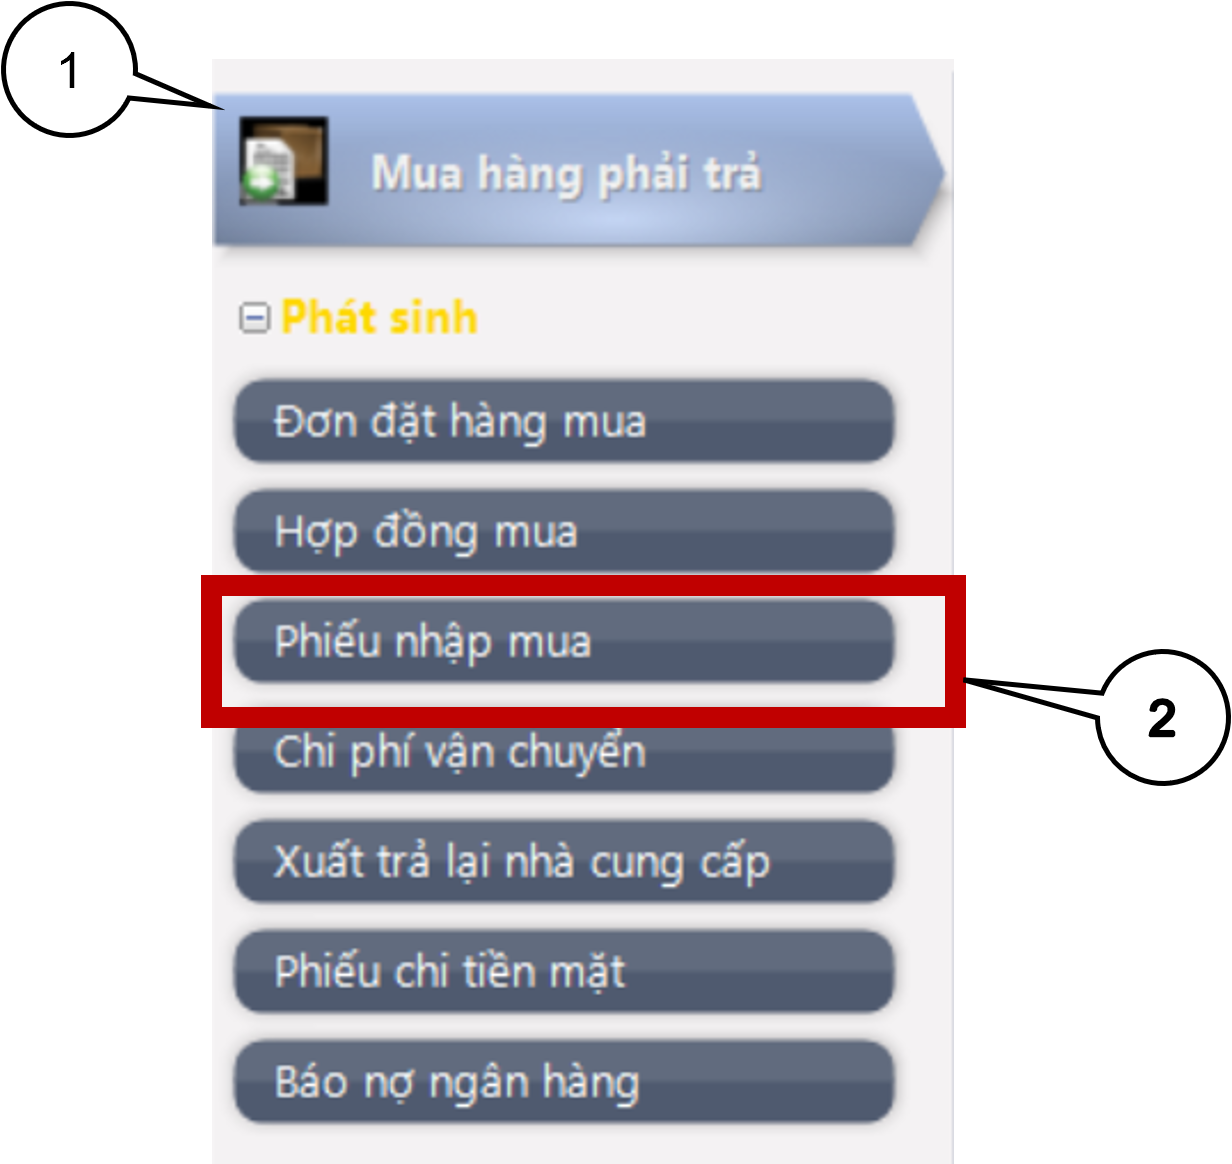 1
Mua hàng phải trả
Phát sinh
Đơn đặt hàng mua
Hợp đồng mua
Phiếu nhập mua
2
Chi phí vận chuyển
Xuất trả lại nhà cung cấp
Phiếu chi tiền mặt
Báo nợ ngân hàng